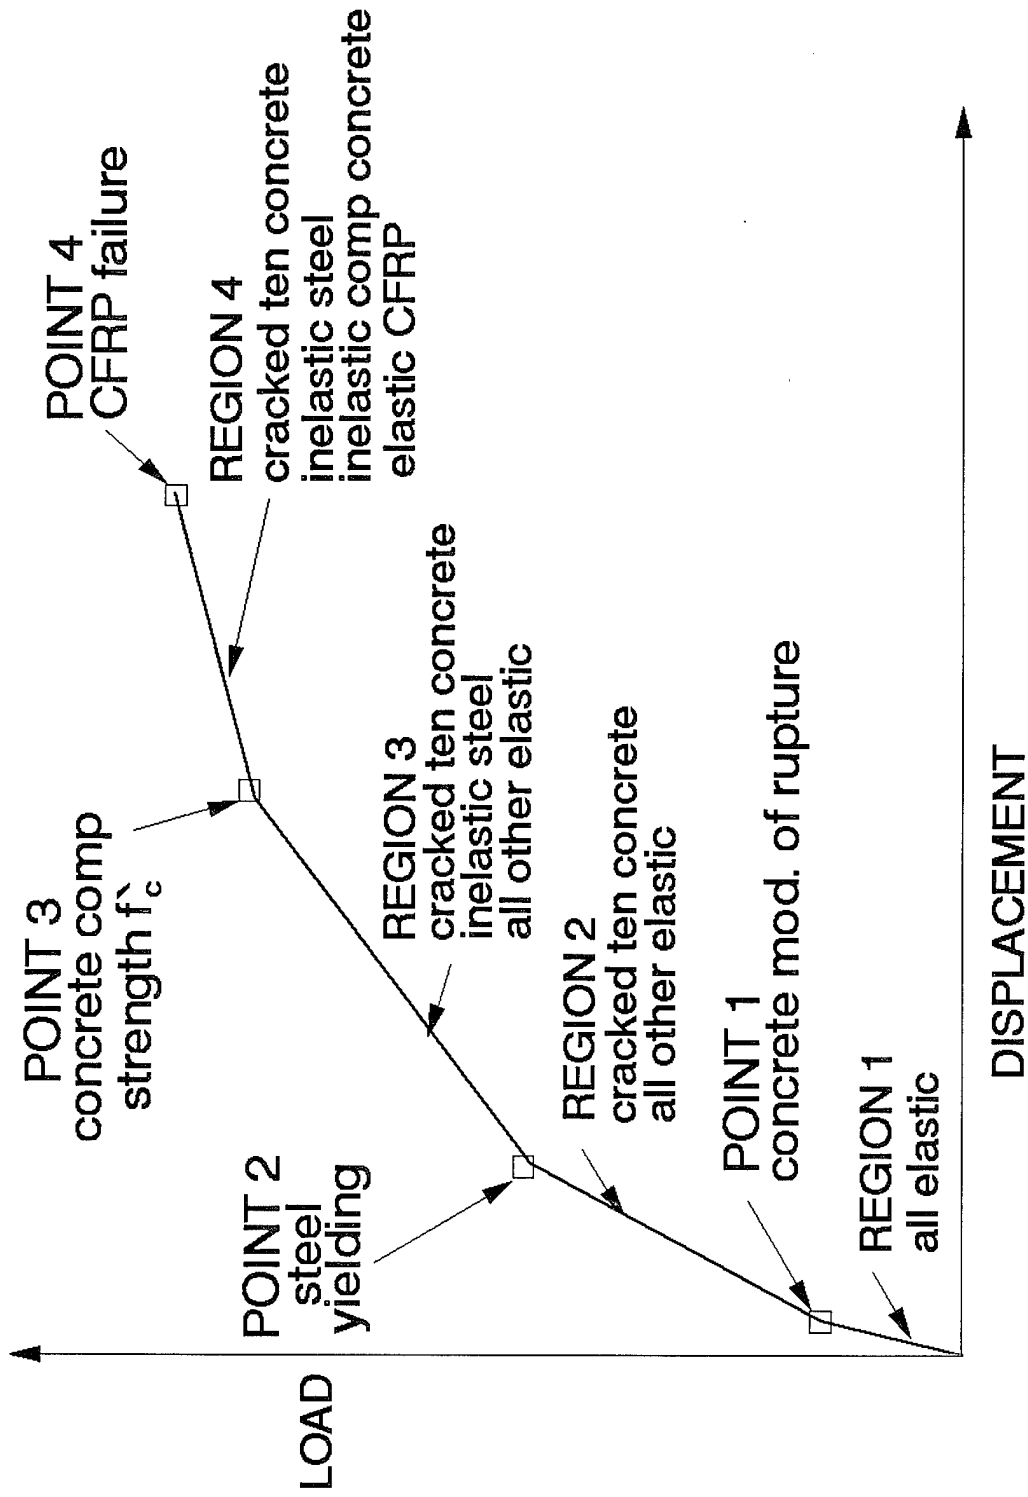 POINT 4
CFRP failure
REGION 4
cracked ten concrete
inelastic steel
inelastic comp concrete
elastic CFRP
POINT 3
concrete comp
strength f`c
REGION 3
cracked ten concrete
inelastic steel
all other elastic
POINT 2
steel
yielding
REGION 2
cracked ten concrete
all other elastic
POINT 1
concrete mod. of rupture
REGION 1
all elastic
LOAD
DISPLACEMENT